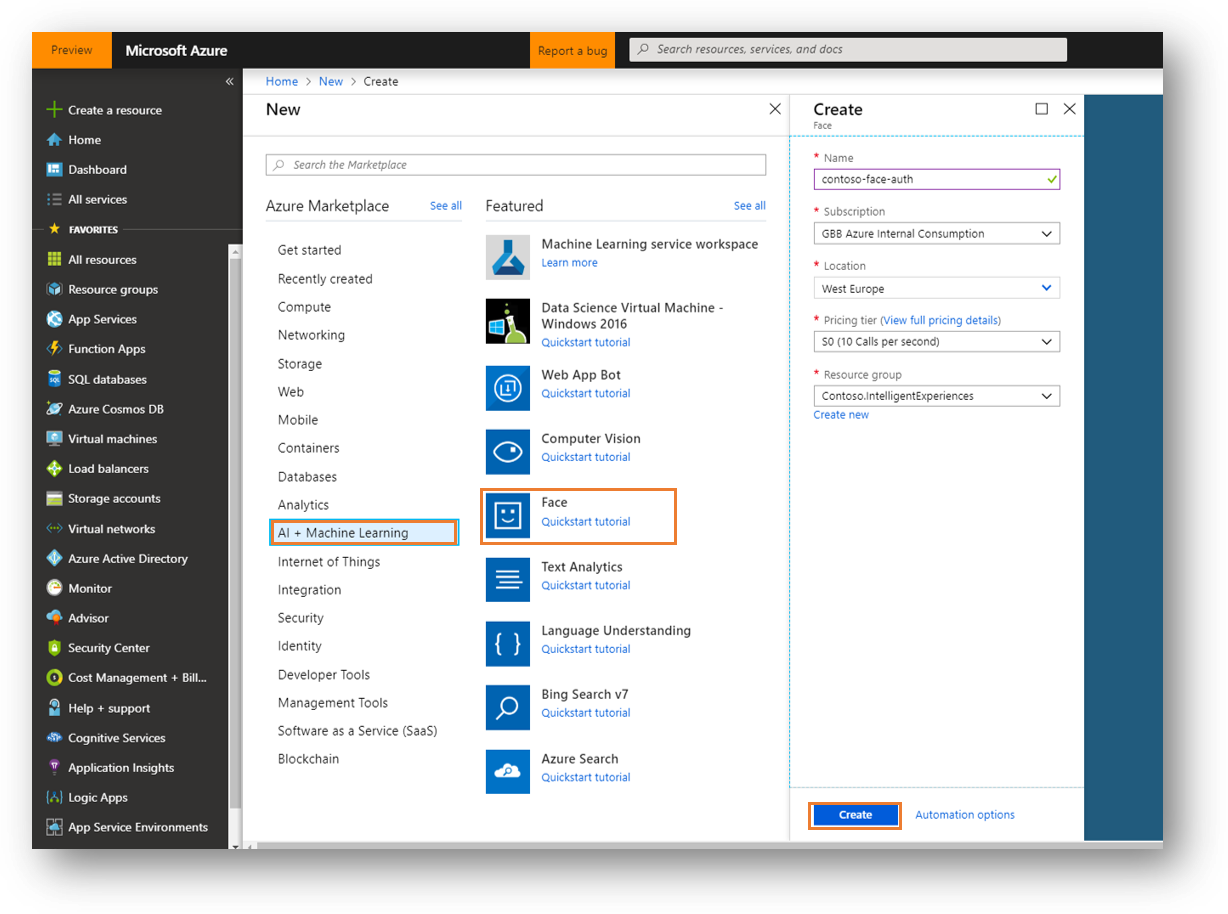 Preview
Microsoft Azure
Report a bug
Search resources, services, and docs
«
Create a resource
Home
Dashboard
All services
FAVORITES
All resources
Resource groups
App Services
Function Apps
SQL databases
Azure Cosmos DB
Virtual machines
Load balancers
Storage accounts
Virtual networks
Azure Active Directory
Monitor
Advisor
Security Center
Cost Management + Bill...
Help + support
Cognitive Services
Application Insights
Logic Apps
App Service Environments
Home > New > Create
New
Search the Marketplace
Azure Marketplace See all
Get started
Recently created
Compute
Networking
Storage
Web
Mobile
Containers
Databases
Analytics
AI + Machine Learning
Internet of Things
Integration
Security
Identity
Developer Tools
Management Tools
Software as a Service (SaaS)
Blockchain
Featured See all
Machine Learning service workspace
Learn more
Data Science Virtual Machine -
Windows 2016
Quickstart tutorial
Web App Bot
Quickstart tutorial
Computer Vision
Quickstart tutorial
Face
Quickstart tutorial
Text Analytics
Quickstart tutorial
Language Understanding
Quickstart tutorial
Bing Search v7
Quickstart tutorial
Azure Search
Quickstart tutorial
Create
Face
* Name
contoso-face-auth
* Subscription
GBB Azure Internal Consumption
* Location
West Europe
* Pricing tier (View full pricing details)
S0 (10 Calls per second)
* Resource group
Contoso.IntelligentExperiences
Create new
Create
Automation options